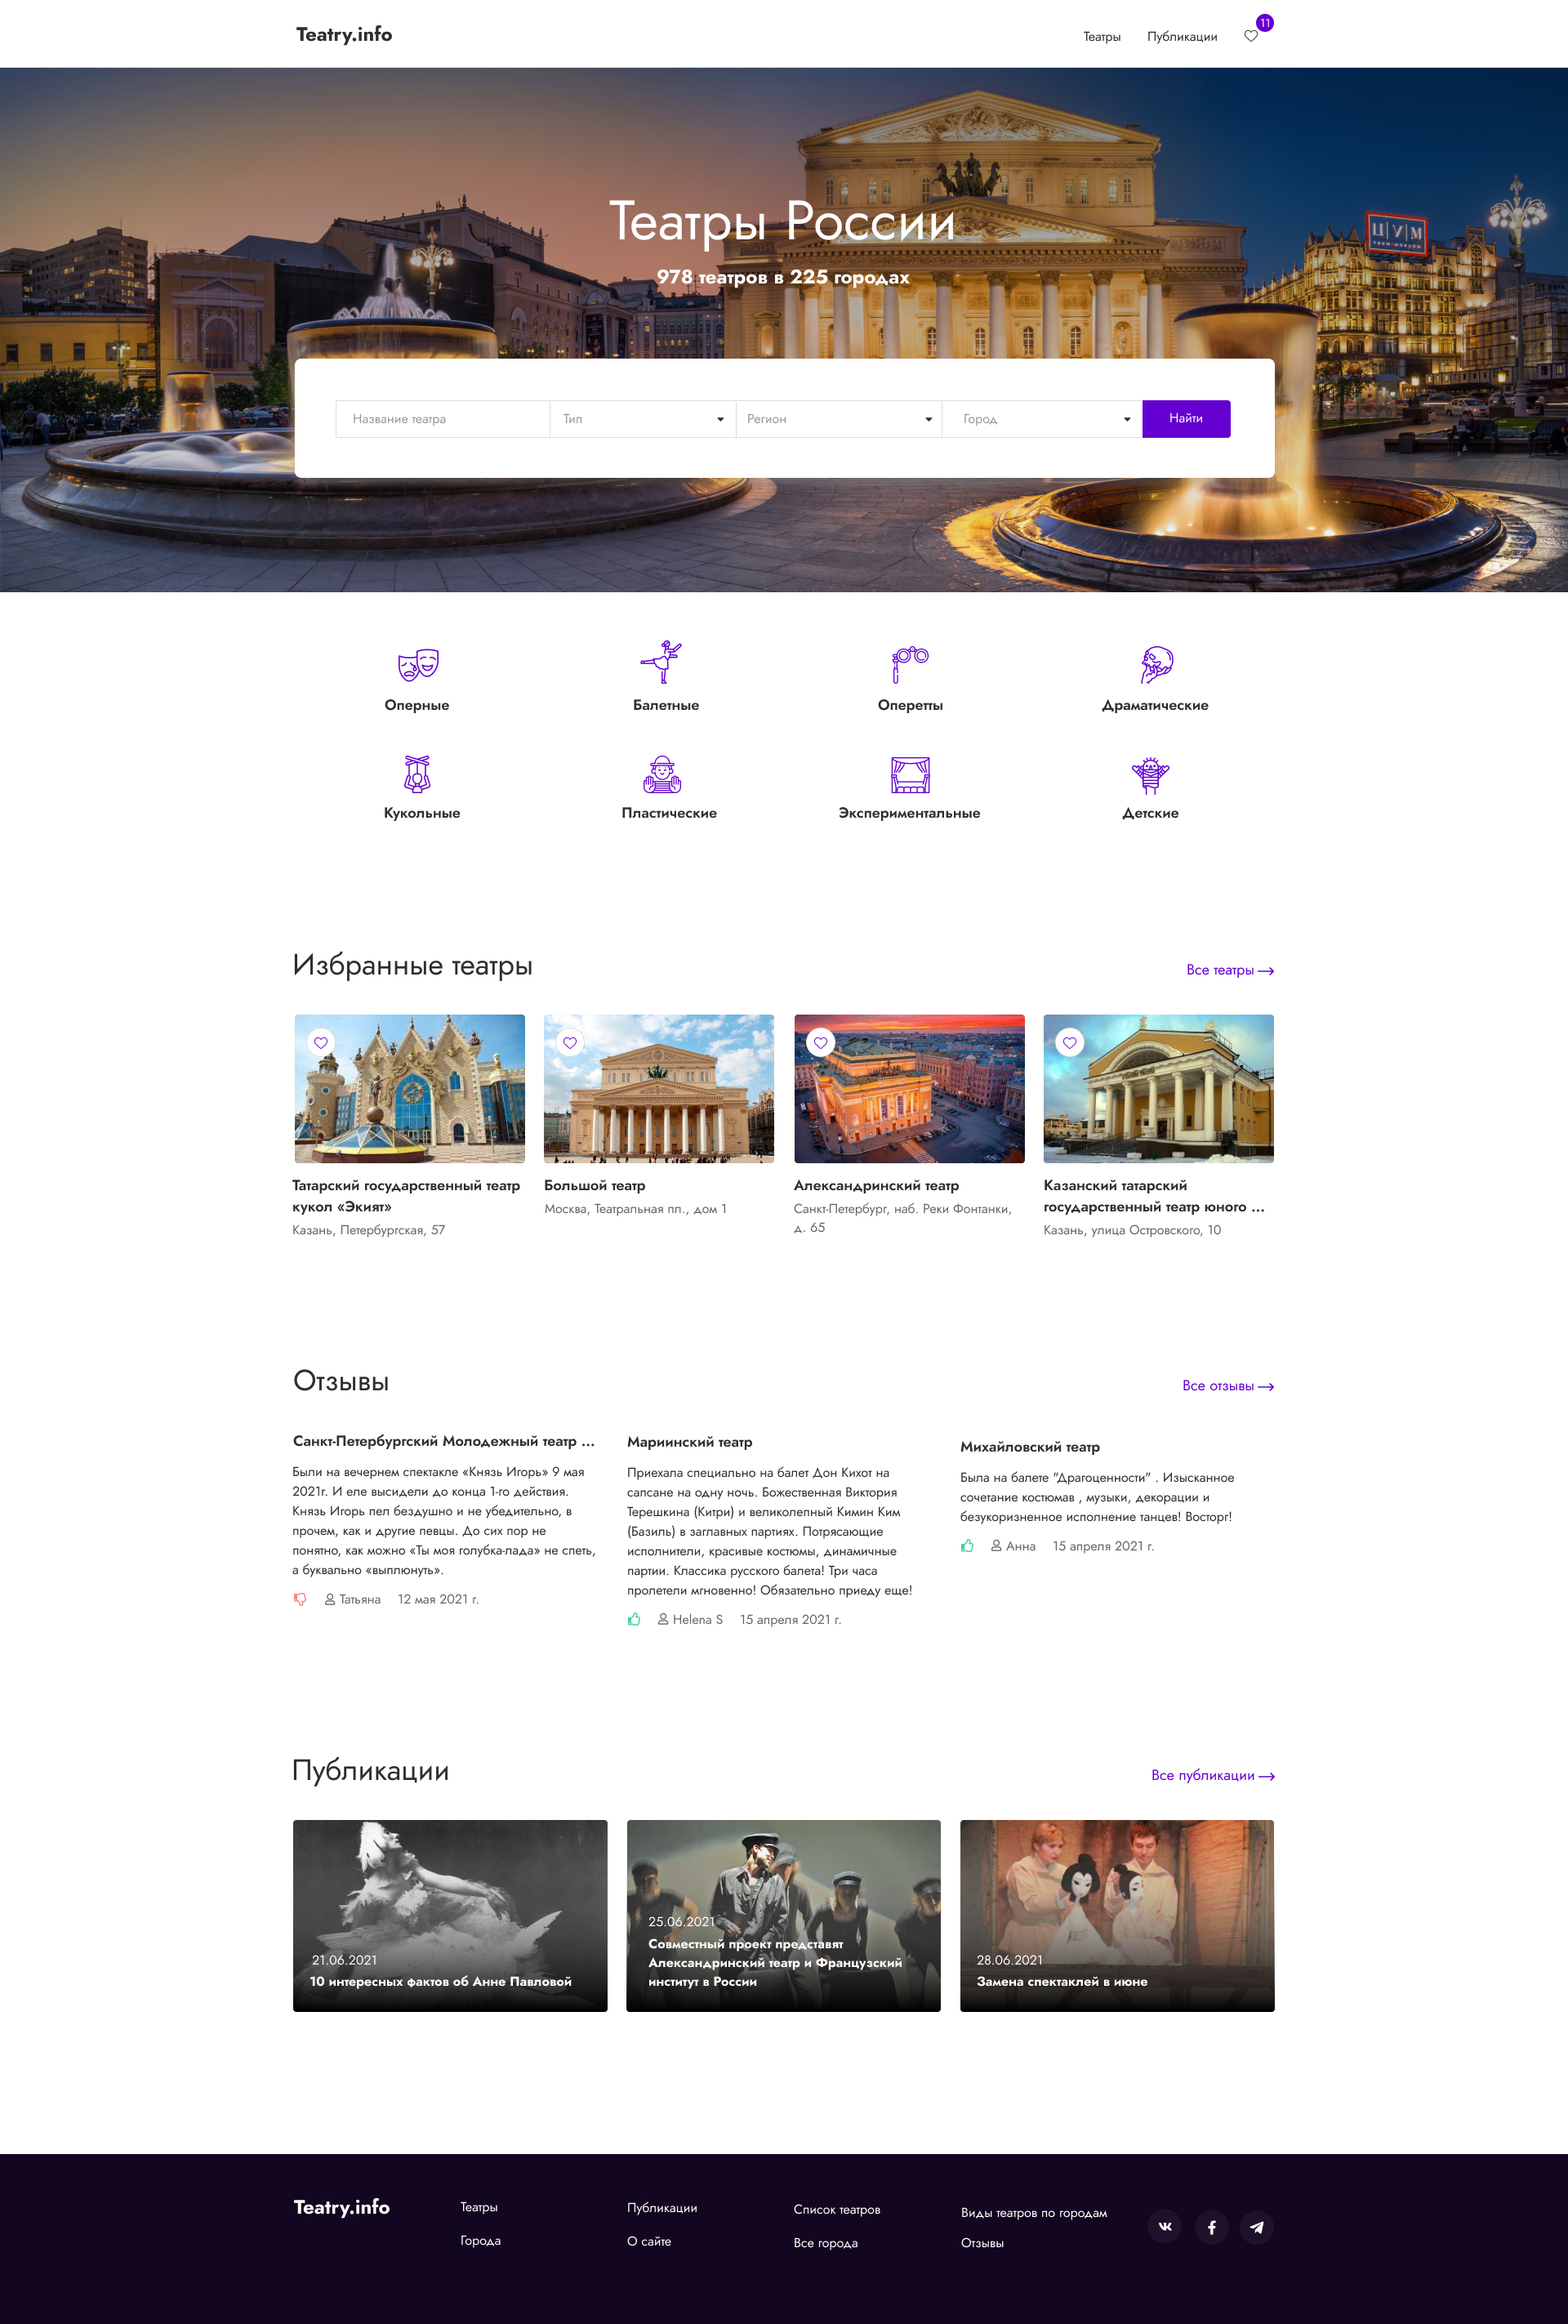 Teatry.info
Театры
Публикации
11
ЦУМ
Театры России
978 театров в 225 городах
Название театра
Тип
Регион
Город
Найти
Оперные
Балетные
Оперетты
Драматические
Кукольные
Пластические
Экспериментальные
Детские
Избранные театры
Все театры
Татарский государственный театр
кукол «Экият»
Казань, Петербургская, 57
Большой театр
Москва, Театральная пл., дом 1
Александринский театр
Санкт-Петербург, наб. Реки Фонтанки,
д. 65
Казанский татарский
государственный театр юного ...
Казань, улица Островского, 10
Отзывы
Все отзывы
Санкт-Петербургский Молодежный театр ...
Были на вечернем спектакле «Князь Игорь» 9 мая
2021г. И еле высидели до конца 1-го действия.
Князь Игорь пел бездушно и не убедительно, в
прочем, как и другие певцы. До сих пор не
понятно, как можно «Ты моя голубка-лада» не спеть,
а буквально «выплюнуть».
Татьяна
12 мая 2021 г.
Мариинский театр
Приехала специально на балет Дон Кихот на
сапсане на одну ночь. Божественная Виктория
Терешкина (Китри) и великолепный Кимин Ким
(Базиль) в заглавных партиях. Потрясающие
исполнители, красивые костюмы, динамичные
партии. Классика русского балета! Три часа
пролетели мгновенно! Обязательно приеду еще!
Helena S
15 апреля 2021 г.
Михайловский театр
Была на балете "Драгоценности" . Изысканное
сочетание костюмав , музыки, декорации и
безукоризненное исполнение танцев! Восторг!
Анна
15 апреля 2021 г.
Публикации
Все публикации
21.06.2021
10 интересных фактов об Анне Павловой
25.06.2021
Совместный проект представят
Александринский театр и Французский
институт в России
28.06.2021
Замена спектаклей в июне
Teatry.info
Театры
Города
Публикации
О сайте
Список театров
Все города
Виды театров по городам
Отзывы